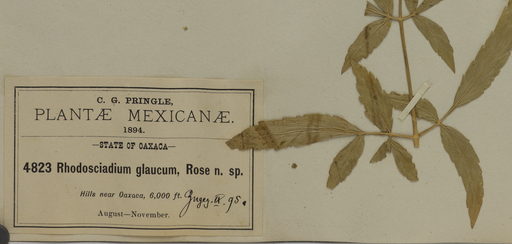 C. G. PRINGLE,
PLANTÆ MEXICANÆ.
1894.
—STATE OF OAXACA—
4823 Rhodosciadium glaucum, Rose n. sp.
Hills near Oaxaca, 6,000 ft.
August—November.